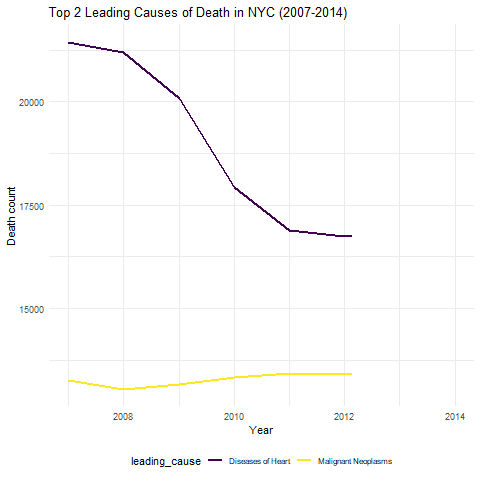 Top 2 Leading Causes of Death in NYC (2007-2014)
Death count
20000
17500
15000
2008 2010 2012 2014
Year
leading_cause Diseases of Heart Malignant Neoplasms